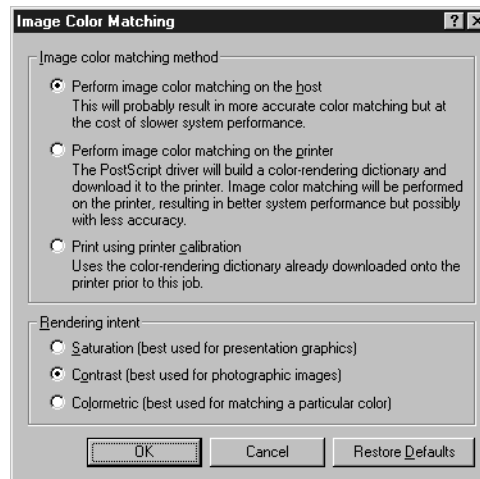 Image Color Matching
Image color matching method
Perform image color matching on the host
This will probably result in more accurate color matching but at
the cost of slower system performance.
Perform image color matching on the printer
The PostScript driver will build a color-rendering dictionary and
download it to the printer. Image color matching will be performed
on the printer, resulting in better system performance but possibly
with less accuracy.
Print using printer calibration
Uses the color-rendering dictionary already downloaded onto the
printer prior to this job.
Rendering intent
Saturation (best used for presentation graphics)
Contrast (best used for photographic images)
Colormetric (best used for matching a particular color)
OK Cancel Restore Defaults